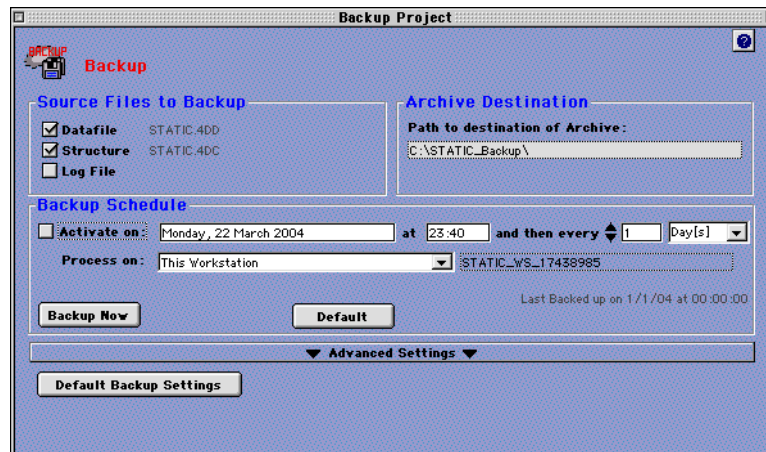 Backup Project
?
BACKUP
Backup
Source Files to Backup
Datafile STATIC.4DD
Structure STATIC.4DC
Log File
Archive Destination
Path to destination of Archive:
C:\STATIC_Backup\
Backup Schedule
Activate on: Monday, 22 March 2004 at 23:40 and then every 1 Day[s]
Process on: This Workstation STATIC_WS_17438985
Last Backed up on 1/1/04 at 00:00:00
Backup Now Default
Advanced Settings
Default Backup Settings